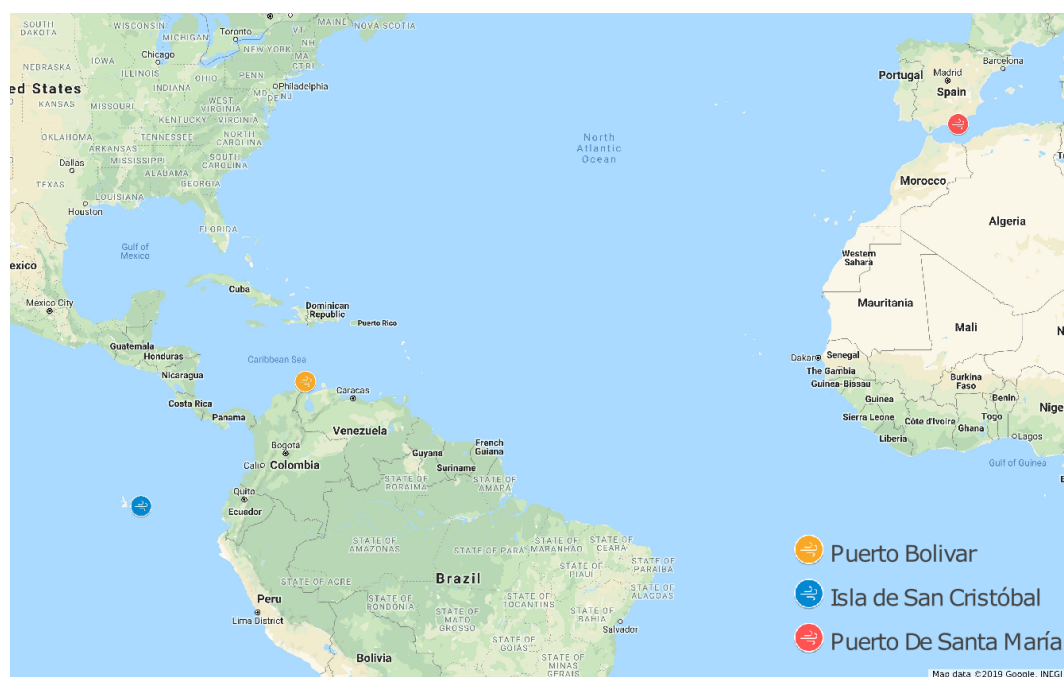 SOUTH
DAKOTA
WISCONSIN
MICHIGAN
Toronto
VT
NH
MAINE
NOVA SCOTIA
NEW YORK
MA
CT RI
Chicago
NEBRASKA
IOWA
ILLINOIS
INDIANA
OHIO
PENN
MD
DE
NJ
Philadelphia
ed States
KANSAS
MISSOURI
WEST
VIRGINIA
KENTUCKY
VIRGINIA
OKLAHOMA
TENNESSEE
NORTH
CAROLINA
ARKANSAS
MISSISSIPPI
SOUTH
CAROLINA
Dallas
ALABAMA
GEORGIA
TEXAS
LOUISIANA
Houston
FLORIDA
Gulf of
Mexico
exico
Mexico City
Cuba
Dominican
Republic
Puerto Rico
Guatemala
Honduras
Caribbean Sea
Nicaragua
Costa Rica
Panama
Caracas
Venezuela
Bogotá
Cali
Colombia
Guyana
French
Guiana
Suriname
STATE OF
RORAIMA
STATE OF
AMAPÁ
Quito
Ecuador
STATE OF
AMAZONAS
STATE OF
PARÁ
STATE OF
MARANHÃO
STATE OF
CEARÁ
STATE OF
PARAÍBA
STATE OF
PIAUÍ
STATE OF ACRE
Brazil
STATE OF
ALAGOAS
Peru
STATE OF
RONDÔNIA
STATE OF
TOCANTINS
Lima District
STATE OF
MATO
GROSSO
STATE OF
BAHIA
Salvador
STATE OF
GOIÁS
Bolivia
STATE OF
MINAS
GERAIS
North
Atlantic
Ocean
Portugal
Madrid
Spain
Barcelona
Morocco
Algeria
Western
Sahara
Mauritania
Mali
N
Dakar
Senegal
The Gambia
Guinea-Bissau
Burkina
Faso
Guinea
Benin
Sierra Leone
Côte d'Ivoire
Togo
Ghana
Nige
Liberia
Lagos
Gulf of Guinea
Puerto Bolivar
Isla de San Cristóbal
Puerto De Santa María
Map data ©2019 Google, INEGI